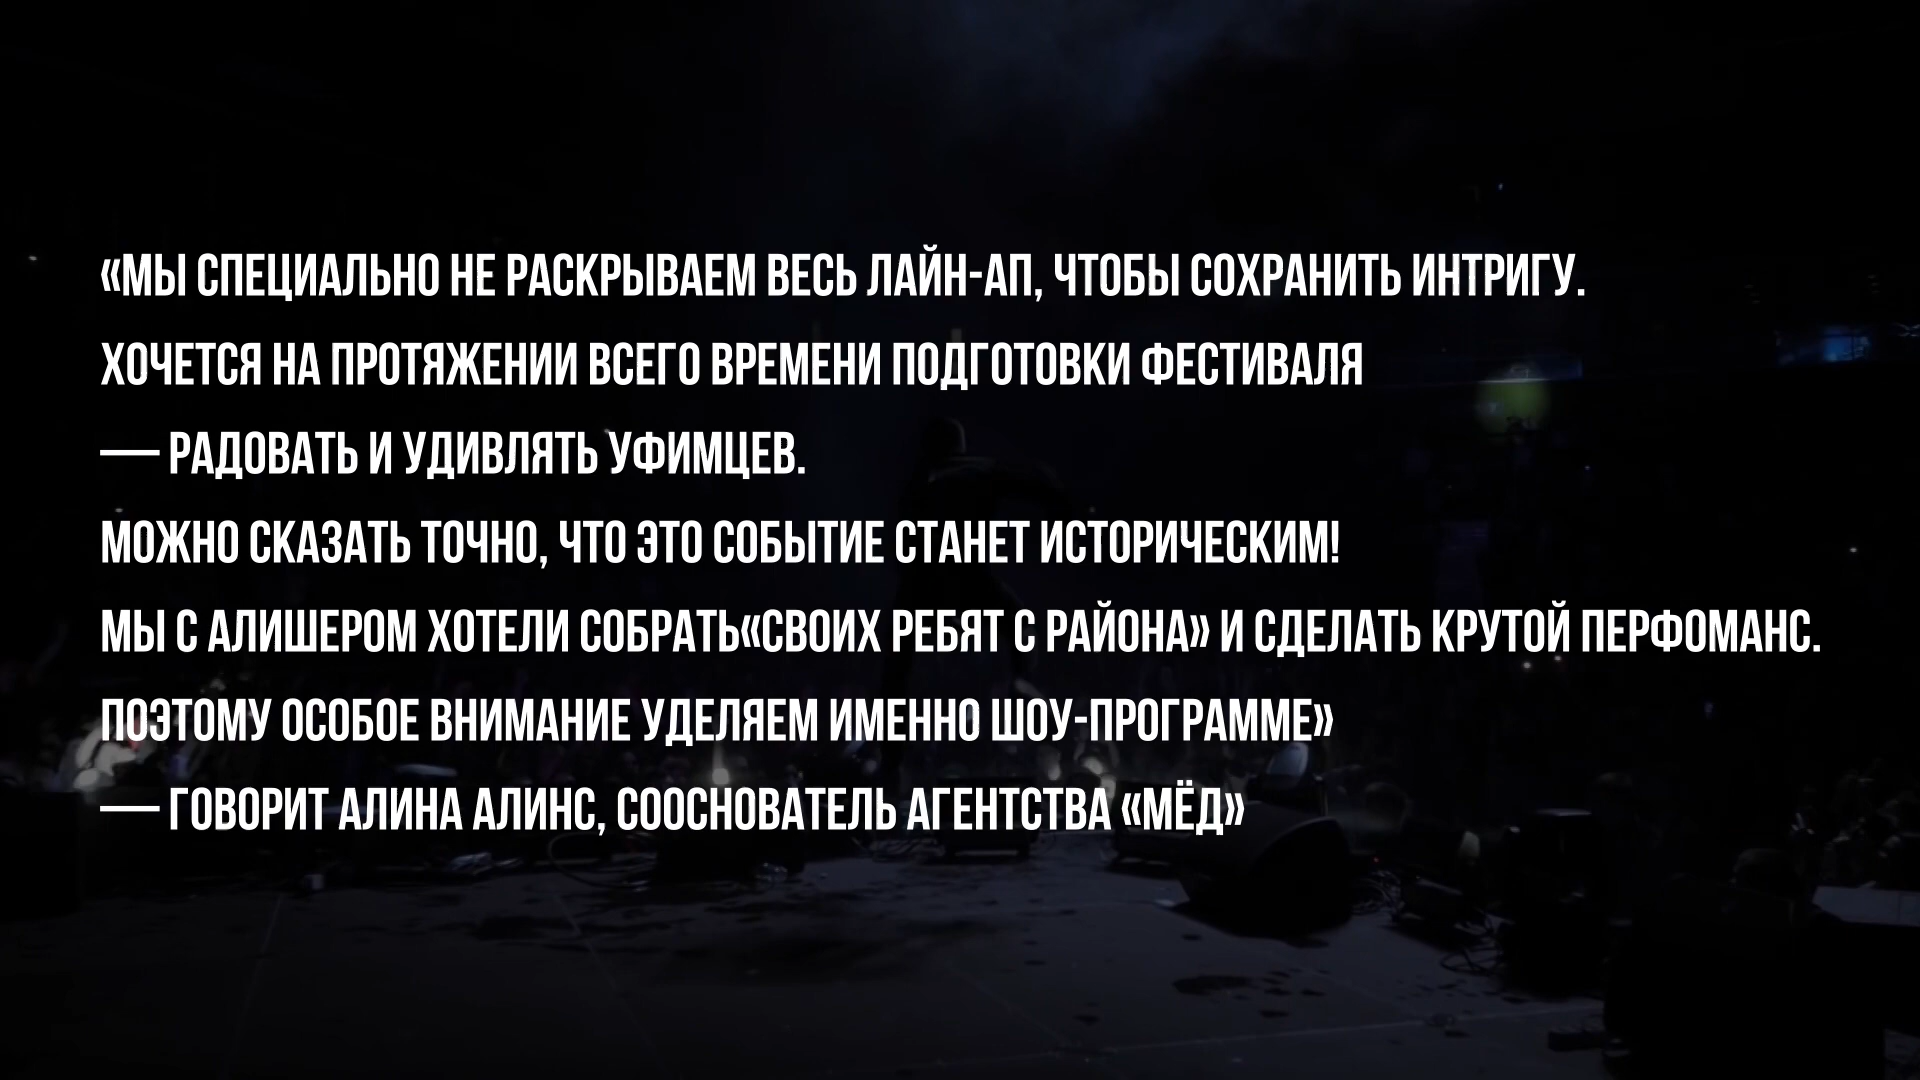 «МЫ СПЕЦИАЛЬНО НЕ РАСКРЫВАЕМ ВЕСЬ ЛАЙН-АП, ЧТОБЫ СОХРАНИТЬ ИНТРИГУ.
ХОЧЕТСЯ НА ПРОТЯЖЕНИИ ВСЕГО ВРЕМЕНИ ПОДГОТОВКИ ФЕСТИВАЛЯ
— РАДОВАТЬ И УДИВЛЯТЬ УФИМЦЕВ.
МОЖНО СКАЗАТЬ ТОЧНО, ЧТО ЭТО СОБЫТИЕ СТАНЕТ ИСТОРИЧЕСКИМ!
МЫ С АЛИШЕРОМ ХОТЕЛИ СОБРАТЬ«СВОИХ РЕБЯТ С РАЙОНА» И СДЕЛАТЬ КРУТОЙ ПЕРФОМАНС.
ПОЭТОМУ ОСОБОЕ ВНИМАНИЕ УДЕЛЯЕМ ИМЕННО ШОУ-ПРОГРАММЕ»
— ГОВОРИТ АЛИНА АЛИНС, СООСНОВАТЕЛЬ АГЕНТСТВА «МЁД»